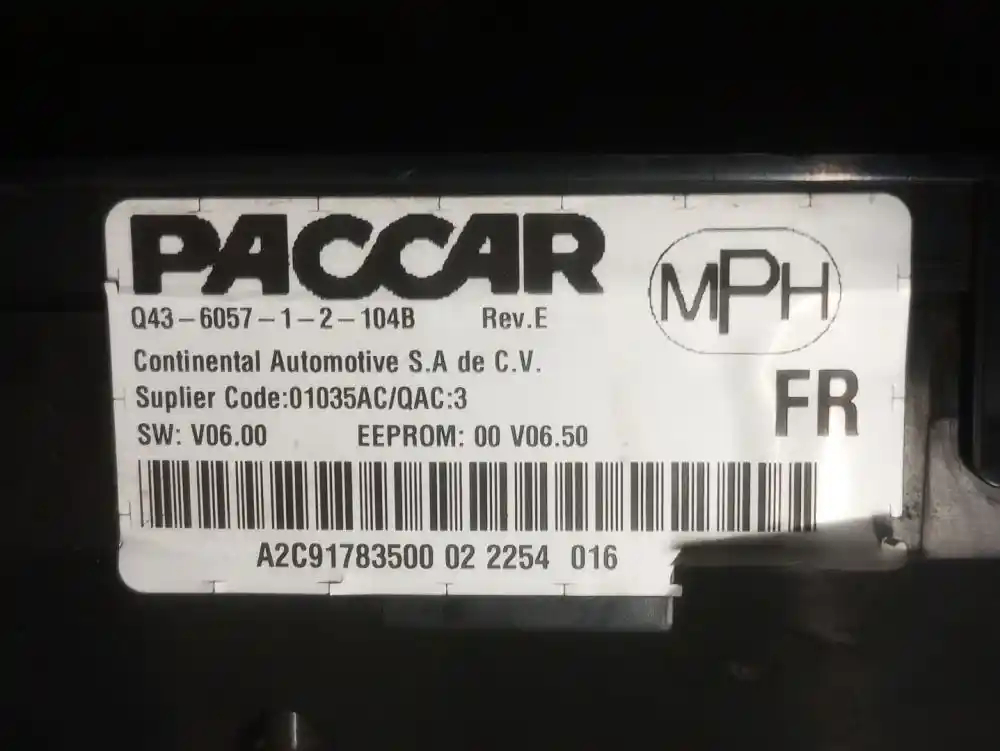 PACCAR
MPH
Q43-6057-1-2-104B Rev.E
Continental Automotive S.A de C.V.
Suplier Code:01035AC/QAC:3
FR
SW: V06.00 EEPROM: 00 V06.50
A2C91783500 02 2254 016